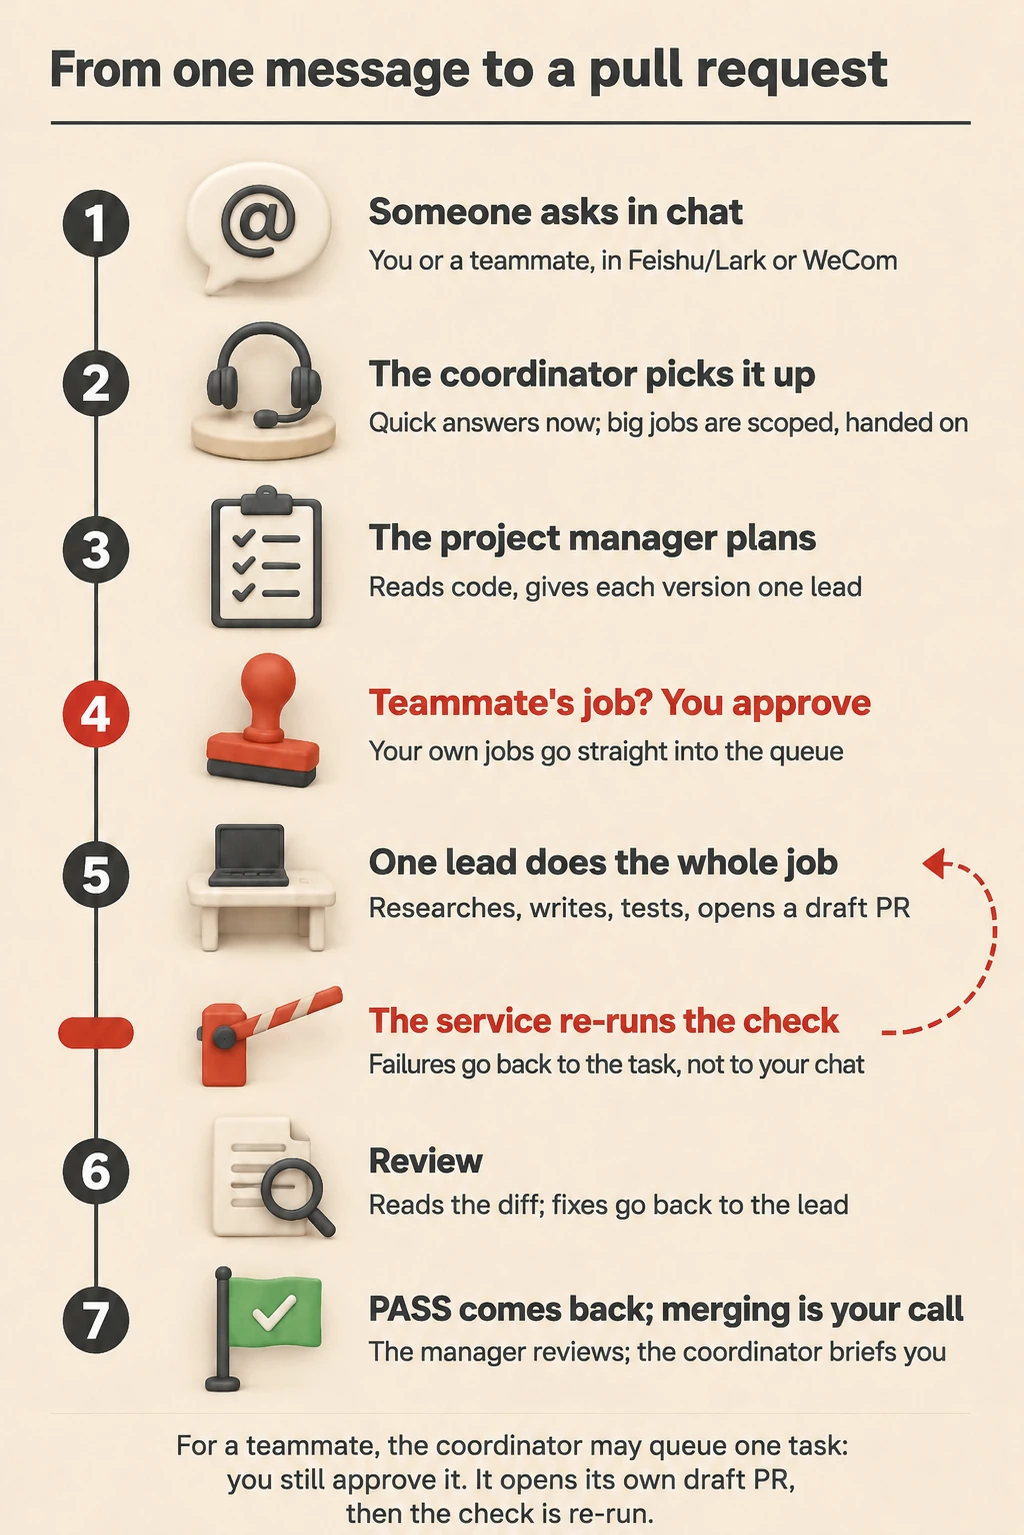 From one message to a pull request
1
@
Someone asks in chat
You or a teammate, in Feishu/Lark or WeCom
2
The coordinator picks it up
Quick answers now; big jobs are scoped, handed on
3
The project manager plans
Reads code, gives each version one lead
4
Teammate's job? You approve
Your own jobs go straight into the queue
5
One lead does the whole job
Researches, writes, tests, opens a draft PR
The service re-runs the check
Failures go back to the task, not to your chat
6
Review
Reads the diff; fixes go back to the lead
7
PASS comes back; merging is your call
The manager reviews; the coordinator briefs you
For a teammate, the coordinator may queue one task:
you still approve it. It opens its own draft PR,
then the check is re-run.